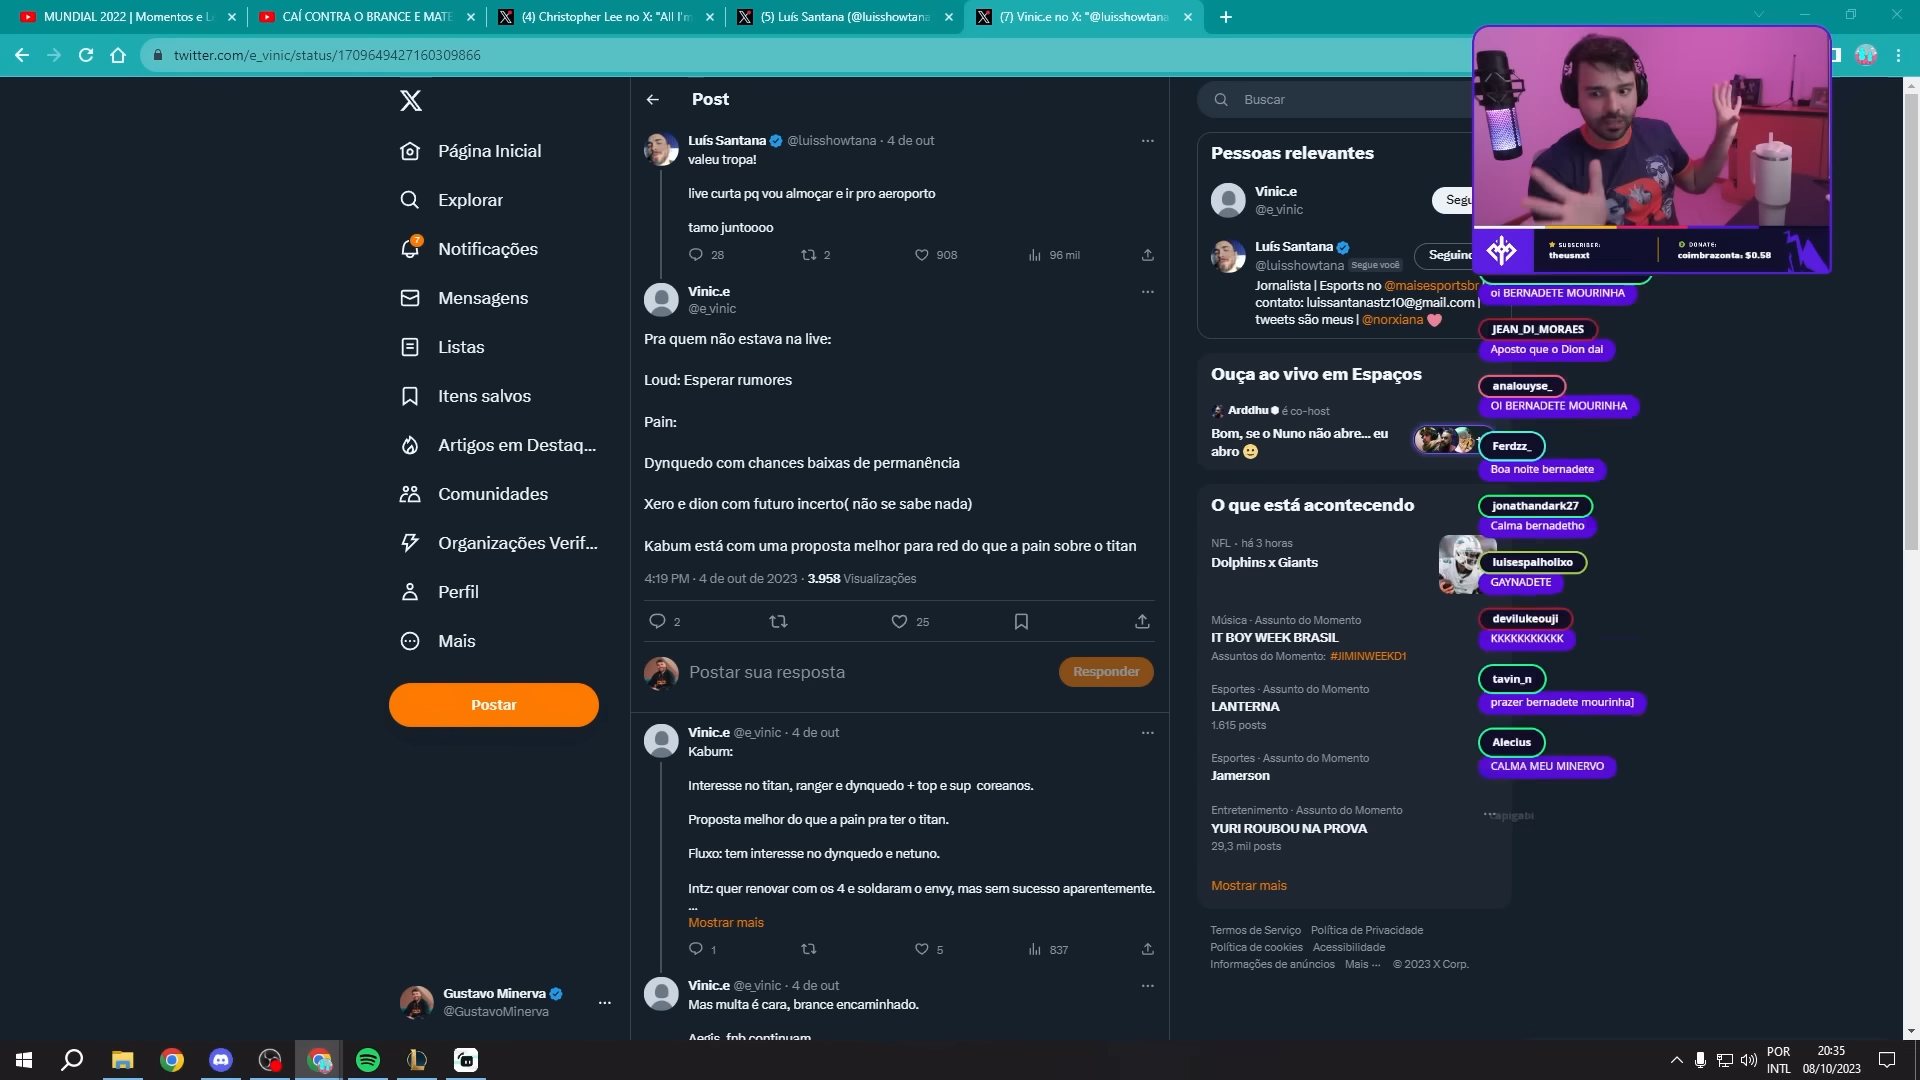 MUNDIAL 2022 | Momentos e L
CAÍ CONTRA O BRANCE E MATE
(4) Christopher Lee no X: "All I'm
(5) Luís Santana (@luisshowtana
(7) Vinic.e no X: "@luisshowtana
twitter.com/e_vinic/status/1709649427160309866
Página Inicial
Explorar
7
Notificações
Mensagens
Listas
Itens salvos
Artigos em Destaq...
Comunidades
Organizações Verif...
Perfil
Mais
Postar
Gustavo Minerva
@GustavoMinerva
Post
Luís Santana @luisshowtana · 4 de out
valeu tropa!
live curta pq vou almoçar e ir pro aeroporto
tamo juntoooo
28 2 908 96 mil
Vinic.e
@e_vinic
Pra quem não estava na live:
Loud: Esperar rumores
Pain:
Dynquedo com chances baixas de permanência
Xero e dion com futuro incerto( não se sabe nada)
Kabum está com uma proposta melhor para red do que a pain sobre o titan
4:19 PM · 4 de out de 2023 · 3.958 Visualizações
2 25
Postar sua resposta
Responder
Vinic.e @e_vinic · 4 de out
Kabum:
Interesse no titan, ranger e dynquedo + top e sup coreanos.
Proposta melhor do que a pain pra ter o titan.
Fluxo: tem interesse no dynquedo e netuno.
Intz: quer renovar com os 4 e soldaram o envy, mas sem sucesso aparentemente.
...
Mostrar mais
1 5 837
Vinic.e @e_vinic · 4 de out
Mas multa é cara, brance encaminhado.
Aegis, fnb continuam
Buscar
Pessoas relevantes
Vinic.e
@e_vinic
Segu
Luís Santana
@luisshowtana Segue você
Seguind
Jornalista | Esports no @maisesportsbr
contato: luissantanastz10@gmail.com |
tweets são meus | @norxiana
Ouça ao vivo em Espaços
Arddhu é co-host
Bom, se o Nuno não abre... eu
abro
O que está acontecendo
NFL · há 3 horas
Dolphins x Giants
Música · Assunto do Momento
IT BOY WEEK BRASIL
Assuntos do Momento: #JIMINWEEKD1
Esportes · Assunto do Momento
LANTERNA
1.615 posts
Esportes · Assunto do Momento
Jamerson
Entretenimento · Assunto do Momento
YURI ROUBOU NA PROVA
29,3 mil posts
Mostrar mais
Termos de Serviço Política de Privacidade
Política de cookies Acessibilidade
Informações de anúncios Mais ··· © 2023 X Corp.
SUBSCRIBER:
theusnxt
DONATE:
coimbrazonta: $0.58
oi BERNADETE MOURINHA
JEAN_DI_MORAES
Aposto que o Dion dal
analouyse_
OI BERNADETE MOURINHA
Ferdzz_
Boa noite bernadete
jonathandark27
Calma bernadetho
luisespalholixo
GAYNADETE
devilukeouji
KKKKKKKKKKK
tavin_n
prazer bernadete mourinha]
Alecius
CALMA MEU MINERVO
POR
INTL
20:35
08/10/2023